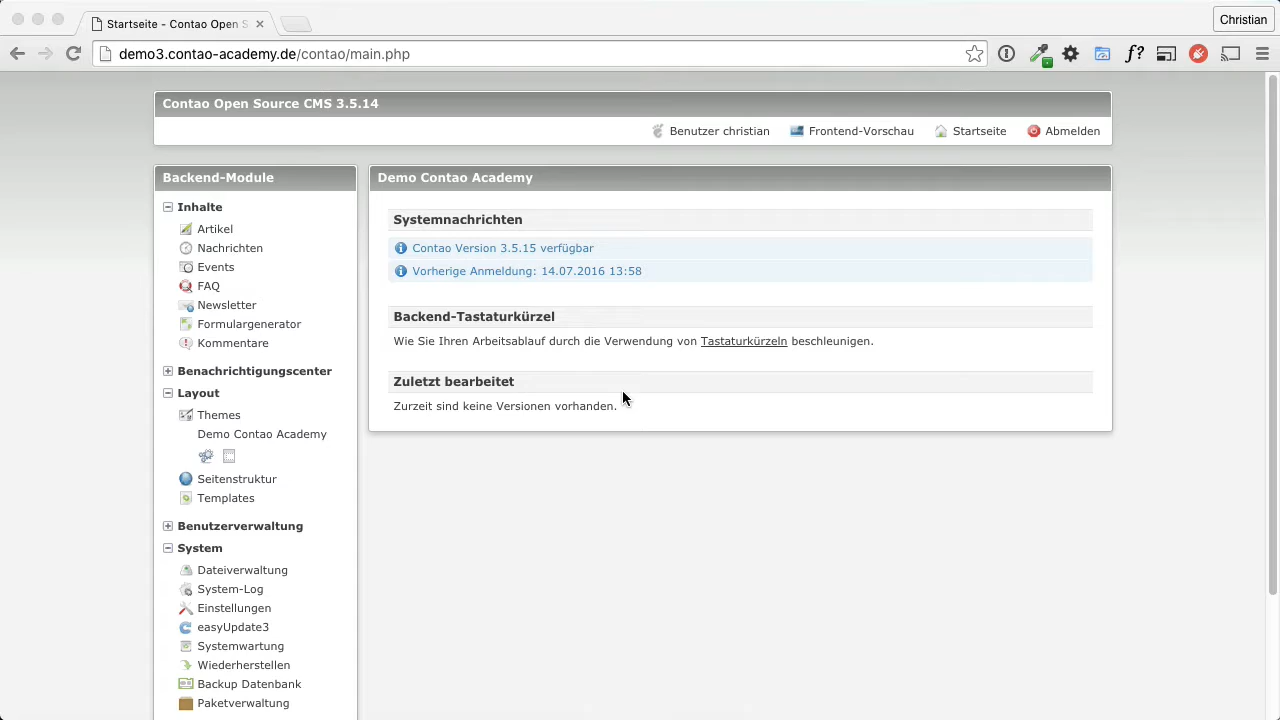 Startseite - Contao Open S
Christian
demo3.contao-academy.de/contao/main.php
f?
Contao Open Source CMS 3.5.14
Benutzer christian
Frontend-Vorschau
Startseite
Abmelden
Backend-Module
Inhalte
Artikel
Nachrichten
Events
FAQ
Newsletter
Formulargenerator
Kommentare
Benachrichtigungscenter
Layout
Themes
Demo Contao Academy
Seitenstruktur
Templates
Benutzerverwaltung
System
Dateiverwaltung
System-Log
Einstellungen
easyUpdate3
Systemwartung
Wiederherstellen
Backup Datenbank
Paketverwaltung
Demo Contao Academy
Systemnachrichten
Contao Version 3.5.15 verfügbar
Vorherige Anmeldung: 14.07.2016 13:58
Backend-Tastaturkürzel
Wie Sie Ihren Arbeitsablauf durch die Verwendung von Tastaturkürzeln beschleunigen.
Zuletzt bearbeitet
Zurzeit sind keine Versionen vorhanden.